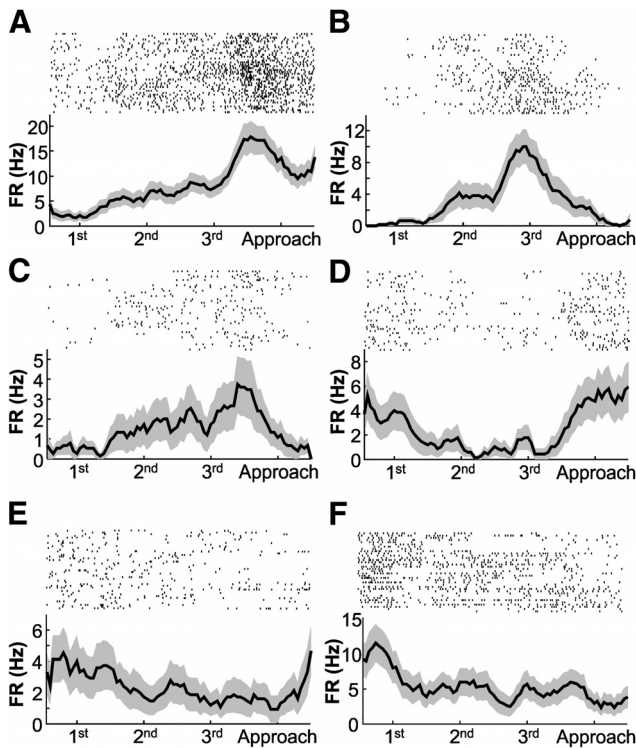 A
FR (Hz)
20
15
10
5
0
1st 2nd 3rd Approach
B
FR (Hz)
12
8
4
0
1st 2nd 3rd Approach
C
FR (Hz)
5
4
3
2
1
0
1st 2nd 3rd Approach
D
FR (Hz)
8
6
4
2
0
1st 2nd 3rd Approach
E
FR (Hz)
6
4
2
0
1st 2nd 3rd Approach
F
FR (Hz)
15
10
5
0
1st 2nd 3rd Approach